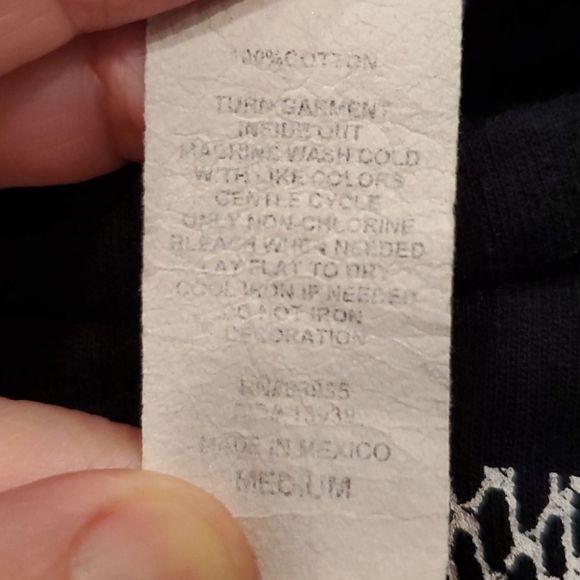 100% COTTON
TURN GARMENT
INSIDE OUT
MACHINE WASH COLD
WITH LIKE COLORS
GENTLE CYCLE
ONLY NON-CHLORINE
BLEACH WHEN NEEDED
LAY FLAT TO DRY
COOL IRON IF NEEDED
DO NOT IRON
DEKORATION
MADE IN MEXICO
MEDIUM